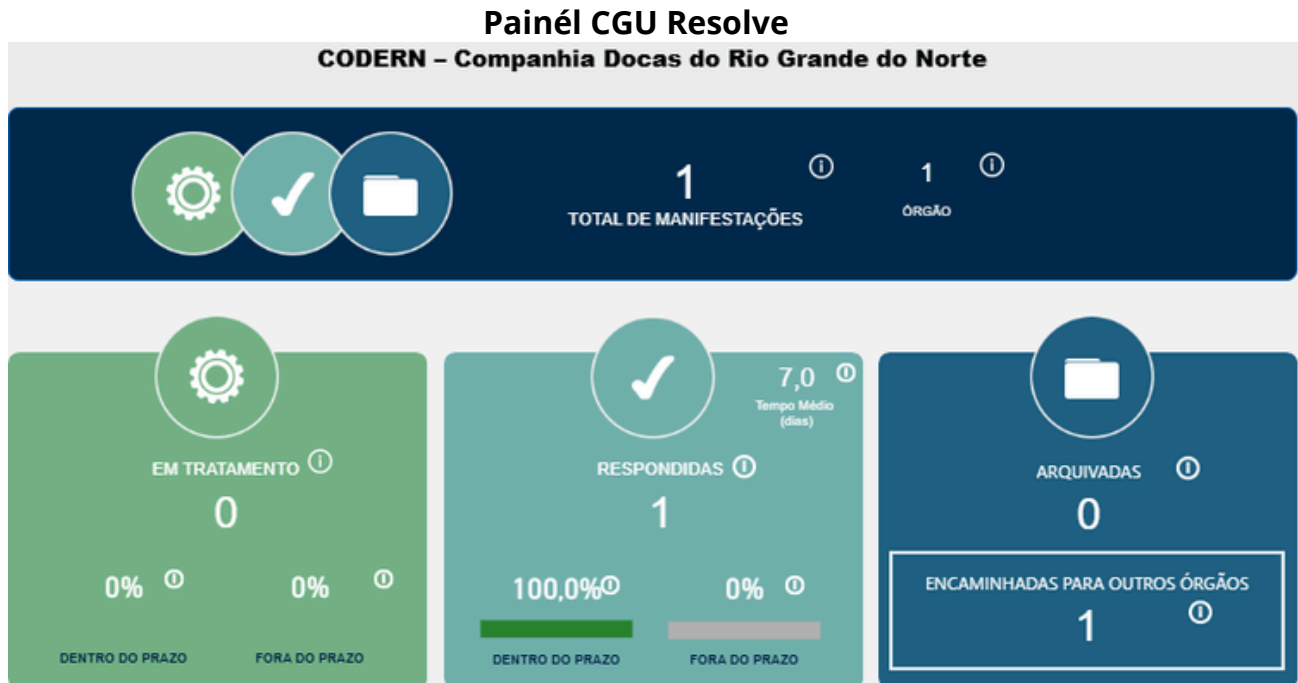 Painél CGU Resolve
CODERN – Companhia Docas do Rio Grande do Norte
1
TOTAL DE MANIFESTAÇÕES
1
ÓRGÃO
EM TRATAMENTO
0
0%
DENTRO DO PRAZO
0%
FORA DO PRAZO
7,0
Tempo Médio
(dias)
RESPONDIDAS
1
100,0%
DENTRO DO PRAZO
0%
FORA DO PRAZO
ARQUIVADAS
0
ENCAMINHADAS PARA OUTROS ÓRGÃOS
1